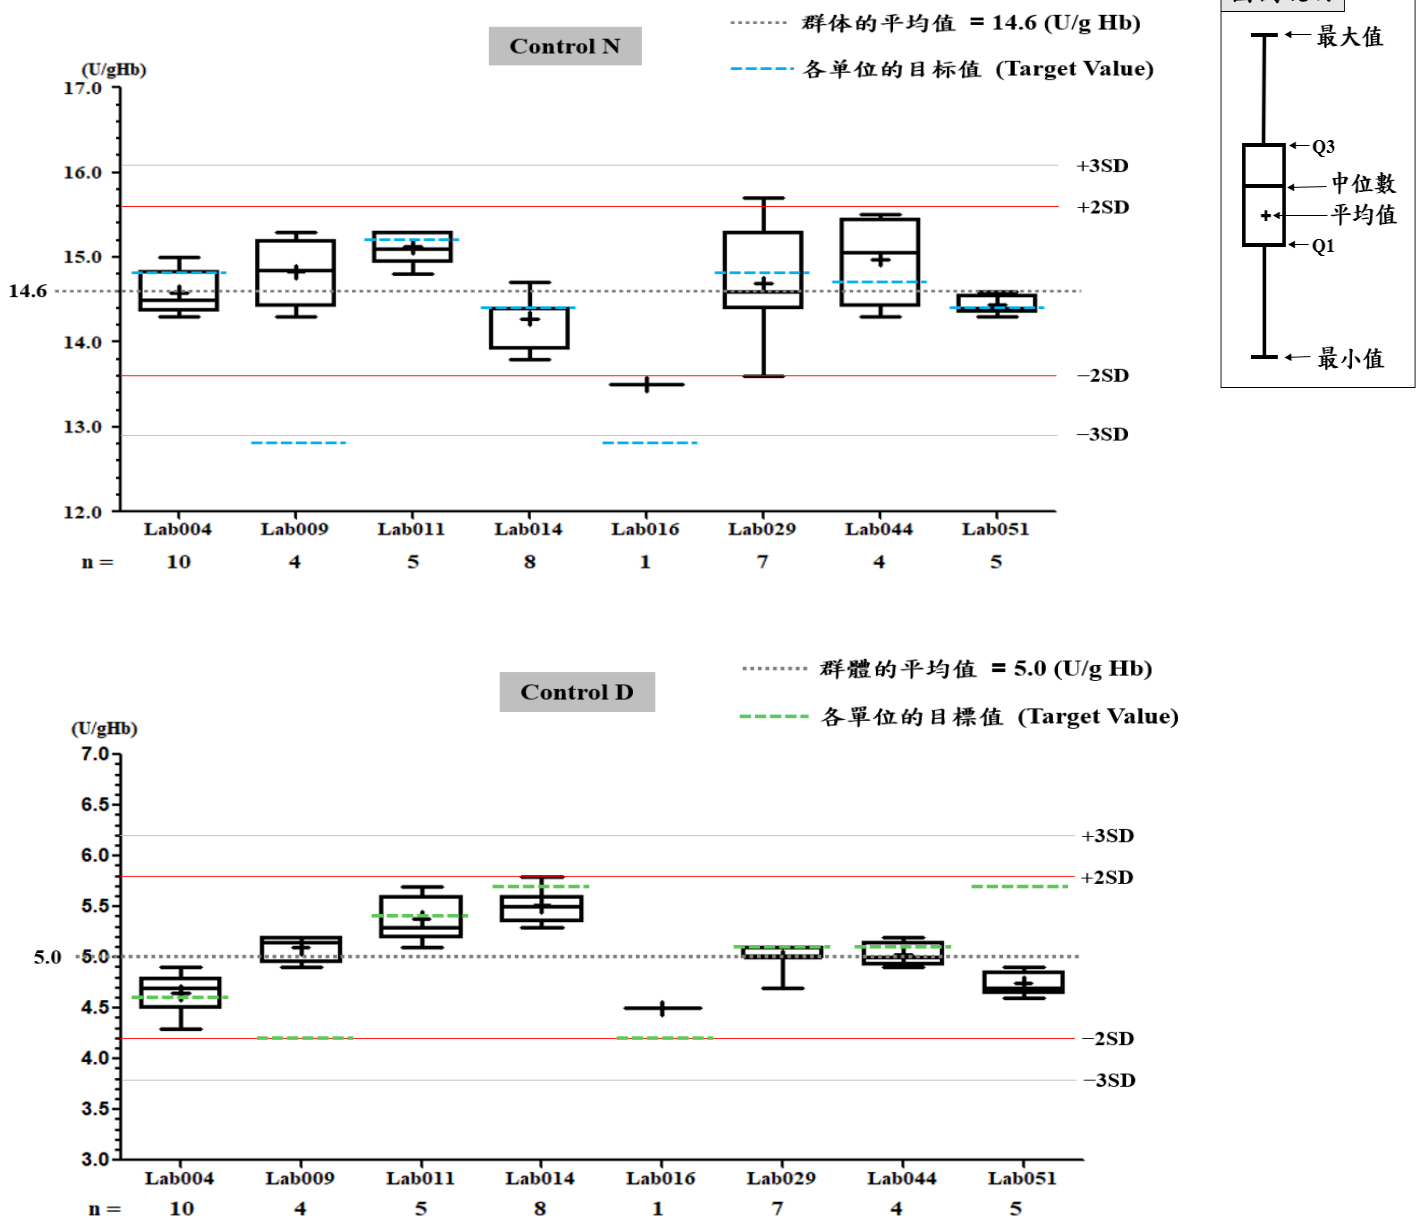 Control N
群体的平均值 = 14.6 (U/g Hb)
各單位的目标值 (Target Value)
(U/gHb)
17.0
16.0
15.0
14.6
14.0
13.0
12.0
+3SD
+2SD
−2SD
−3SD
Lab004 Lab009 Lab011 Lab014 Lab016 Lab029 Lab044 Lab051
n = 10 4 5 8 1 7 4 5
最大值
Q3
中位數
平均值
Q1
最小值
Control D
群體的平均值 = 5.0 (U/g Hb)
各單位的目標值 (Target Value)
(U/gHb)
7.0
6.5
6.0
5.5
5.0 5.0
4.5
4.0
3.5
3.0
+3SD
+2SD
−2SD
−3SD
Lab004 Lab009 Lab011 Lab014 Lab016 Lab029 Lab044 Lab051
n = 10 4 5 8 1 7 4 5